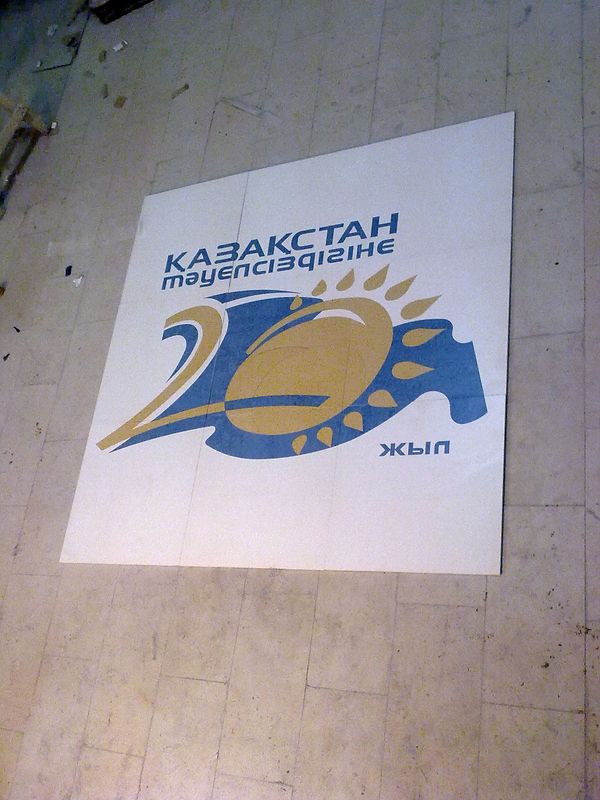 ҚАЗАҚСТАН
тәуелсіздігіне
20
жыл